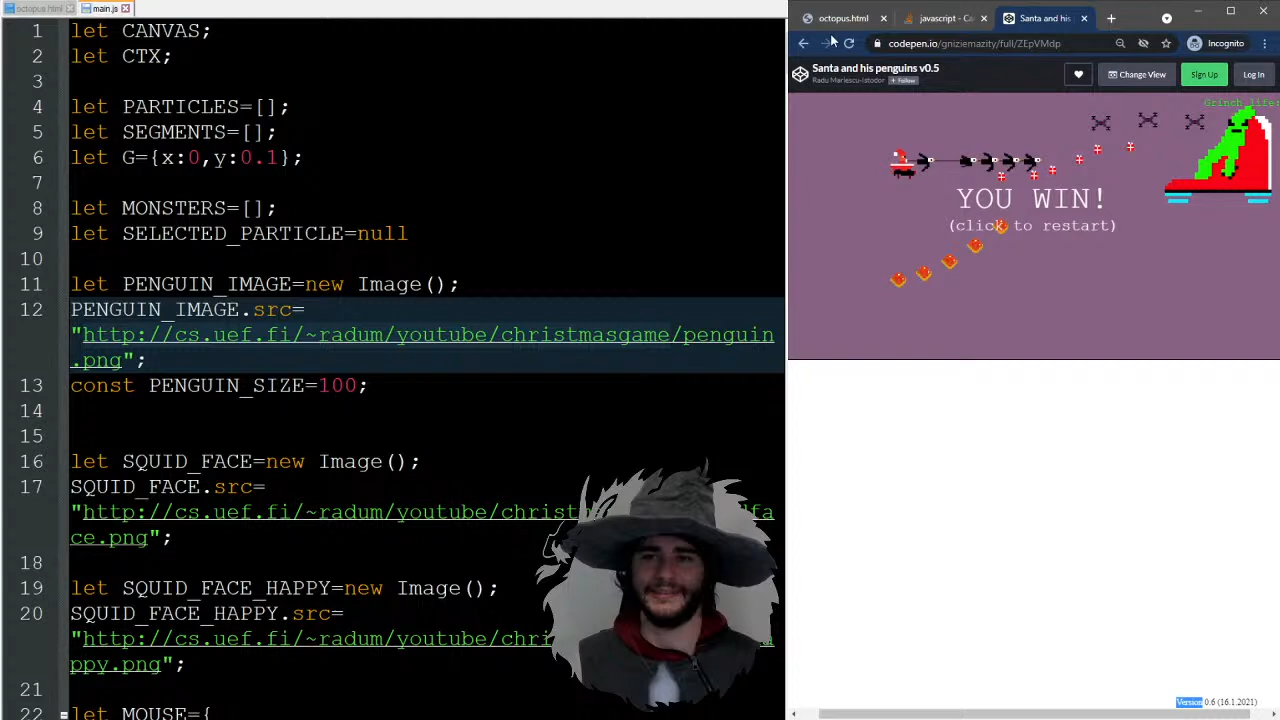 octopus.html main.js
1 let CANVAS;
2 let CTX;
3
4 let PARTICLES=[];
5 let SEGMENTS=[];
6 let G={x:0,y:0.1};
7
8 let MONSTERS=[];
9 let SELECTED_PARTICLE=null
10
11 let PENGUIN_IMAGE=new Image();
12 PENGUIN_IMAGE.src=
"http://cs.uef.fi/~radum/youtube/christmasgame/penguin
.png";
13 const PENGUIN_SIZE=100;
14
15
16 let SQUID_FACE=new Image();
17 SQUID_FACE.src=
"http://cs.uef.fi/~radum/youtube/christ
ce.png";
18
19 let SQUID_FACE_HAPPY=new Image();
20 SQUID_FACE_HAPPY.src=
"http://cs.uef.fi/~radum/youtube/chri
ppy.png";
21
22 let MOUSE={
octopus.html javascript - Ca Santa and his
codepen.io/gniziemazity/full/ZEpVMdp Incognito
Santa and his penguins v0.5
Radu Mariescu-Istodor + Follow
Change View Sign Up Log In
Grinch life:
YOU WIN!
(click to restart)
Version 0.6 (16.1.2021)